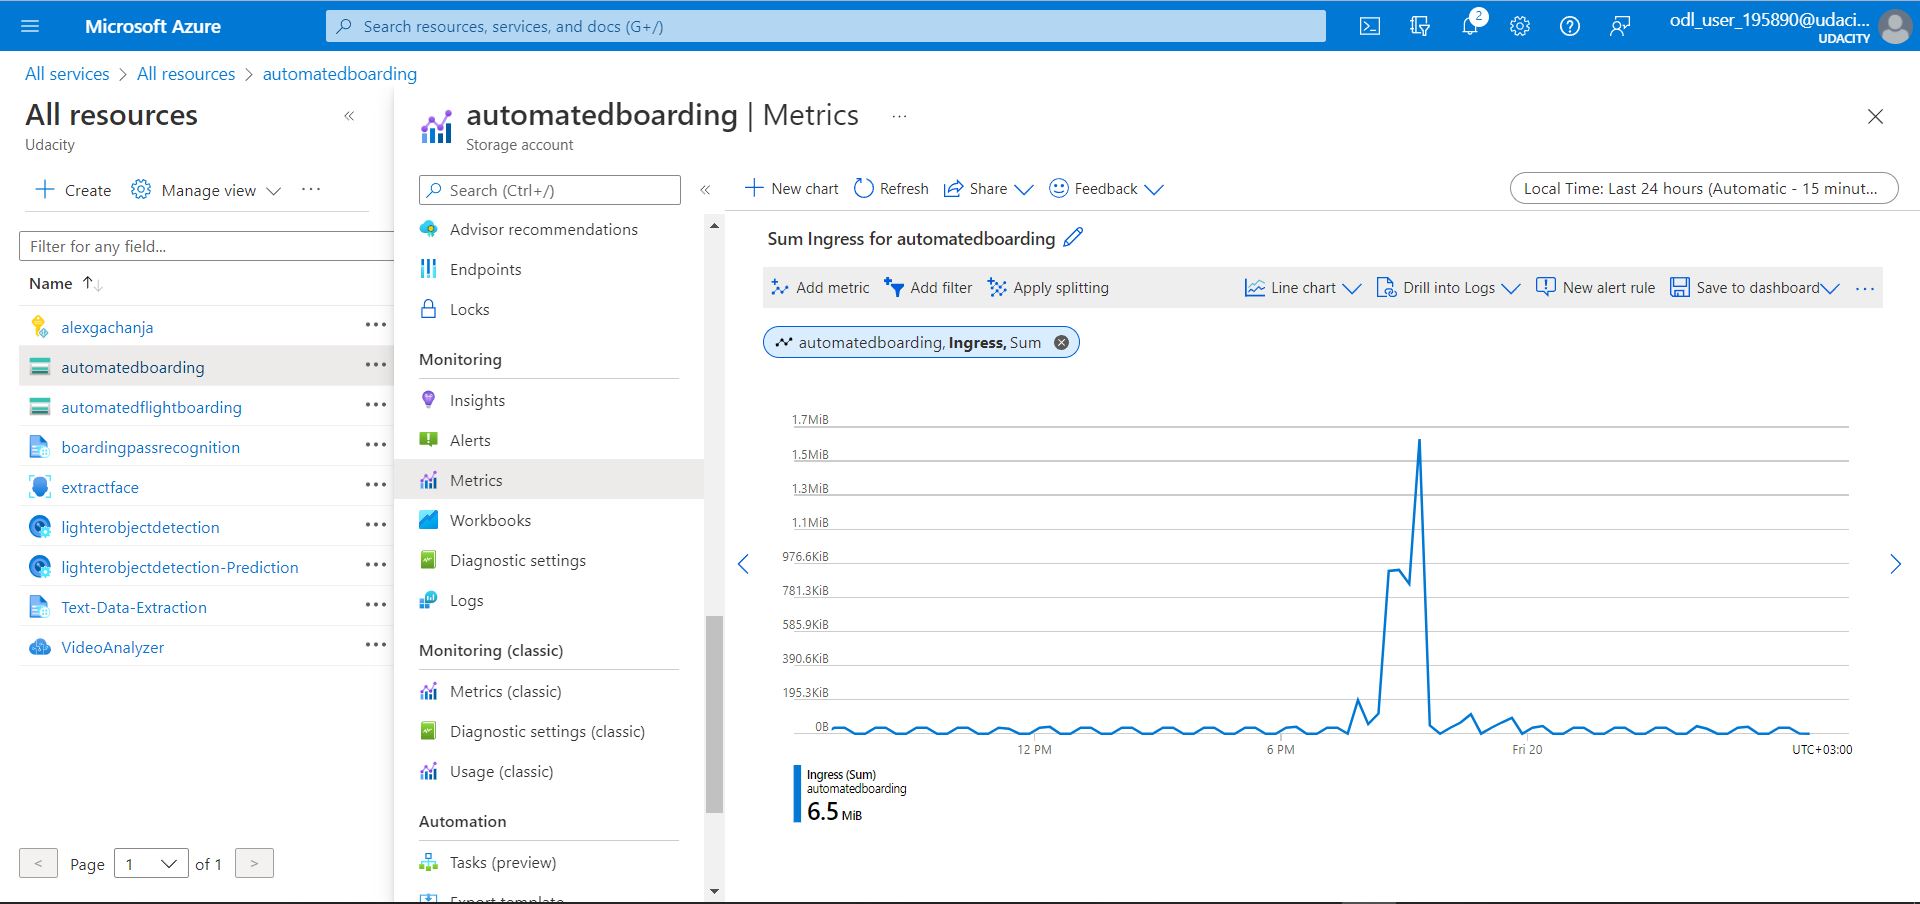 Microsoft Azure
Search resources, services, and docs (G+/)
2
odl_user_195890@udaci...
UDACITY
All services > All resources > automatedboarding
All resources
Udacity
Create
Manage view
Filter for any field...
Name
alexgachanja
automatedboarding
automatedflightboarding
boardingpassrecognition
extractface
lighterobjectdetection
lighterobjectdetection-Prediction
Text-Data-Extraction
VideoAnalyzer
< Page 1 of 1 >
automatedboarding | Metrics ...
Storage account
Search (Ctrl+/)
Advisor recommendations
Endpoints
Locks
Monitoring
Insights
Alerts
Metrics
Workbooks
Diagnostic settings
Logs
Monitoring (classic)
Metrics (classic)
Diagnostic settings (classic)
Usage (classic)
Automation
Tasks (preview)
Export template
New chart Refresh Share Feedback
Local Time: Last 24 hours (Automatic - 15 minut...
Sum Ingress for automatedboarding
Add metric Add filter Apply splitting Line chart Drill into Logs New alert rule Save to dashboard ...
automatedboarding, Ingress, Sum
1.7MiB
1.5MiB
1.3MiB
1.1MiB
976.6KiB
781.3KiB
585.9KiB
390.6KiB
195.3KiB
0B
12 PM 6 PM Fri 20 UTC+03:00
Ingress (Sum)
automatedboarding
6.5 MiB